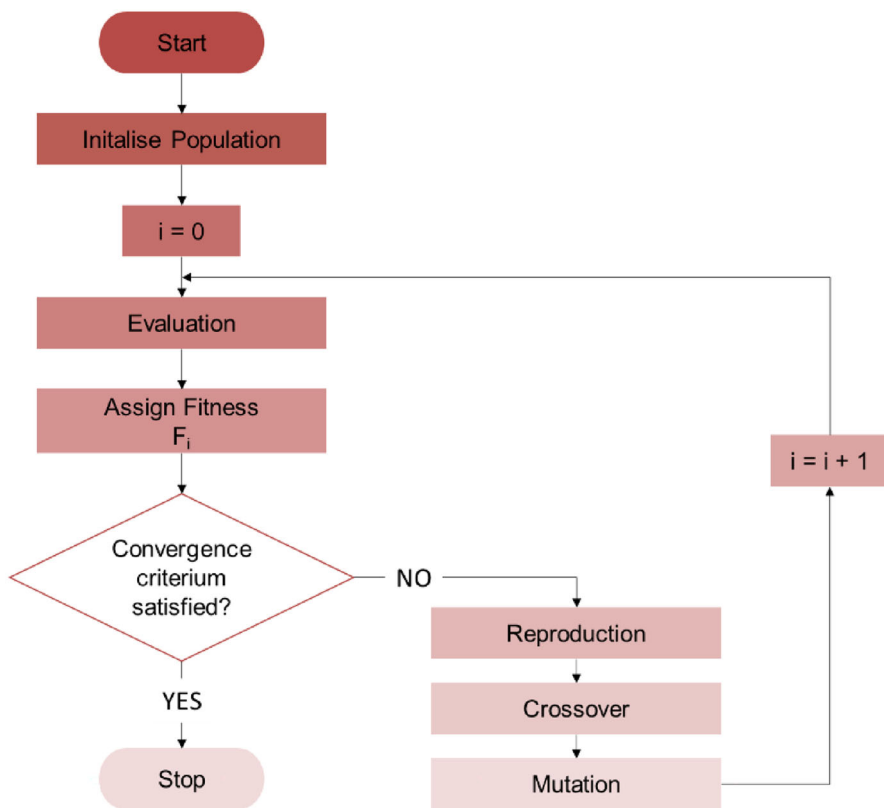 Start
Initalise Population
i = 0
Evaluation
Assign Fitness
Fi
i = i + 1
Convergence
criterium
satisfied?
NO
Reproduction
YES
Crossover
Stop
Mutation